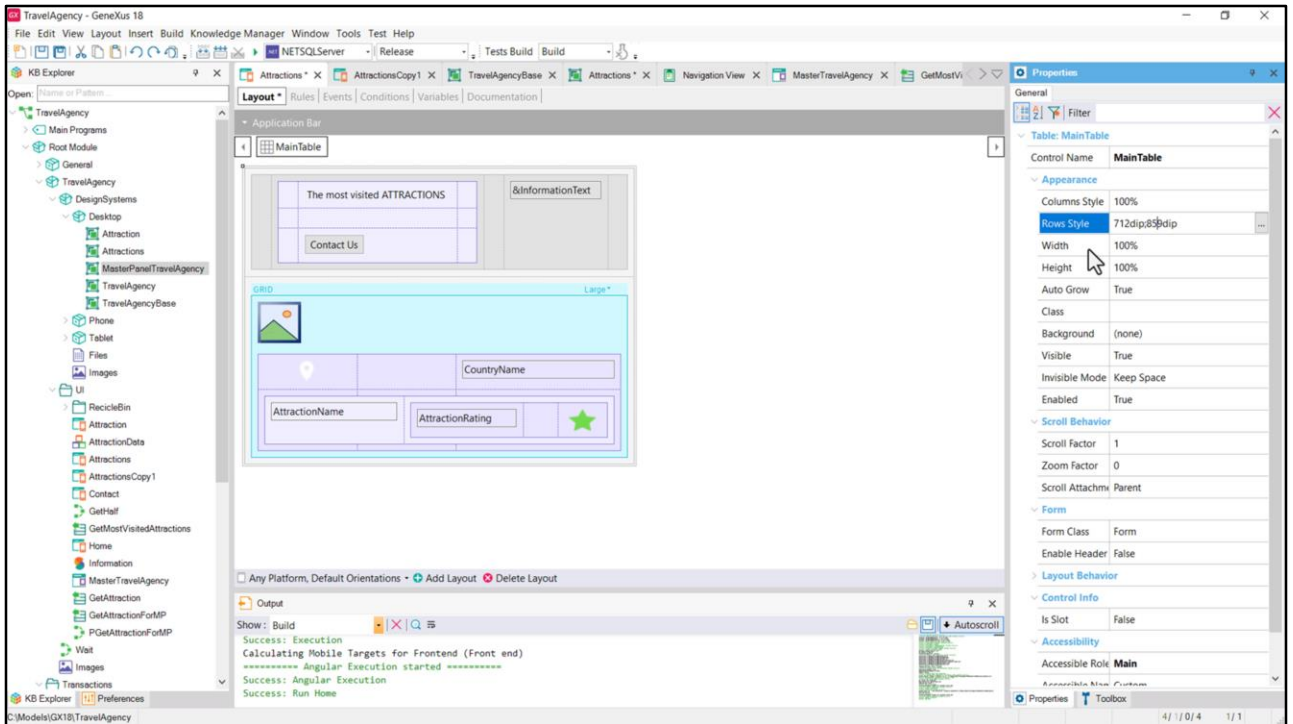 TravelAgency - GeneXus 18
File Edit View Layout Insert Build Knowledge Manager Window Tools Test Help
NETSQLServer Release Tests Build Build
KB Explorer
Open: Name or Pattern...
TravelAgency
Main Programs
Root Module
General
TravelAgency
DesignSystems
Desktop
Attraction
Attractions
MasterPanelTravelAgency
TravelAgency
TravelAgencyBase
Phone
Tablet
Files
Images
UI
RecicleBin
Attraction
AttractionData
Attractions
AttractionsCopy1
Contact
GetHalf
GetMostVisitedAttractions
Home
Information
MasterTravelAgency
GetAttraction
GetAttractionForMP
PGetAttractionForMP
Wait
Images
Transactions
KB Explorer Preferences
C:\Models\GX18\TravelAgency
Attractions * X AttractionsCopy1 X TravelAgencyBase X Attractions * X Navigation View X MasterTravelAgency X GetMostVi
Layout * Rules Events Conditions Variables Documentation
Application Bar
MainTable
The most visited ATTRACTIONS
&InformationText
Contact Us
GRID Large*
CountryName
AttractionName
AttractionRating
Any Platform, Default Orientations Add Layout Delete Layout
Output
Show: Build Autoscroll
Success: Execution
Calculating Mobile Targets for Frontend (Front end)
========== Angular Execution started ==========
Success: Angular Execution
Success: Run Home
Properties
General
Filter
Table: MainTable
Control Name MainTable
Appearance
Columns Style 100%
Rows Style 712dip;859dip
Width 100%
Height 100%
Auto Grow True
Class
Background (none)
Visible True
Invisible Mode Keep Space
Enabled True
Scroll Behavior
Scroll Factor 1
Zoom Factor 0
Scroll Attachme Parent
Form
Form Class Form
Enable Header False
Layout Behavior
Control Info
Is Slot False
Accessibility
Accessible Role Main
Properties Toolbox
1/1